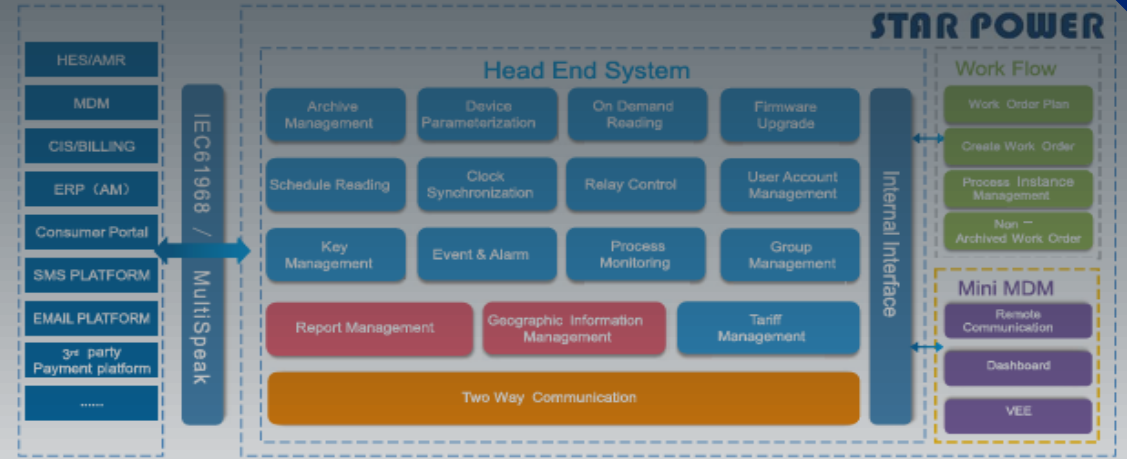 STAR POWER
HES/AMR
MDM
CIS/BILLING
ERP（AM）
Consumer Portal
SMS PLATFORM
EMAIL PLATFORM
3rd party
Payment platform
......
IEC61968 / MultiSpeak
Head End System
Archive
Management
Device
Parameterization
On Demand
Reading
Firmware
Upgrade
Schedule Reading
Clock
Synchronization
Relay Control
User Account
Management
Key
Management
Event & Alarm
Process
Monitoring
Group
Management
Report Management
Geographic Information
Management
Tariff
Management
Two Way Communication
Internal Interface
Work Flow
Work Order Plan
Create Work Order
Process Instance
Management
Non –
Archived Work Order
Mini MDM
Remote
Communication
Dashboard
VEE